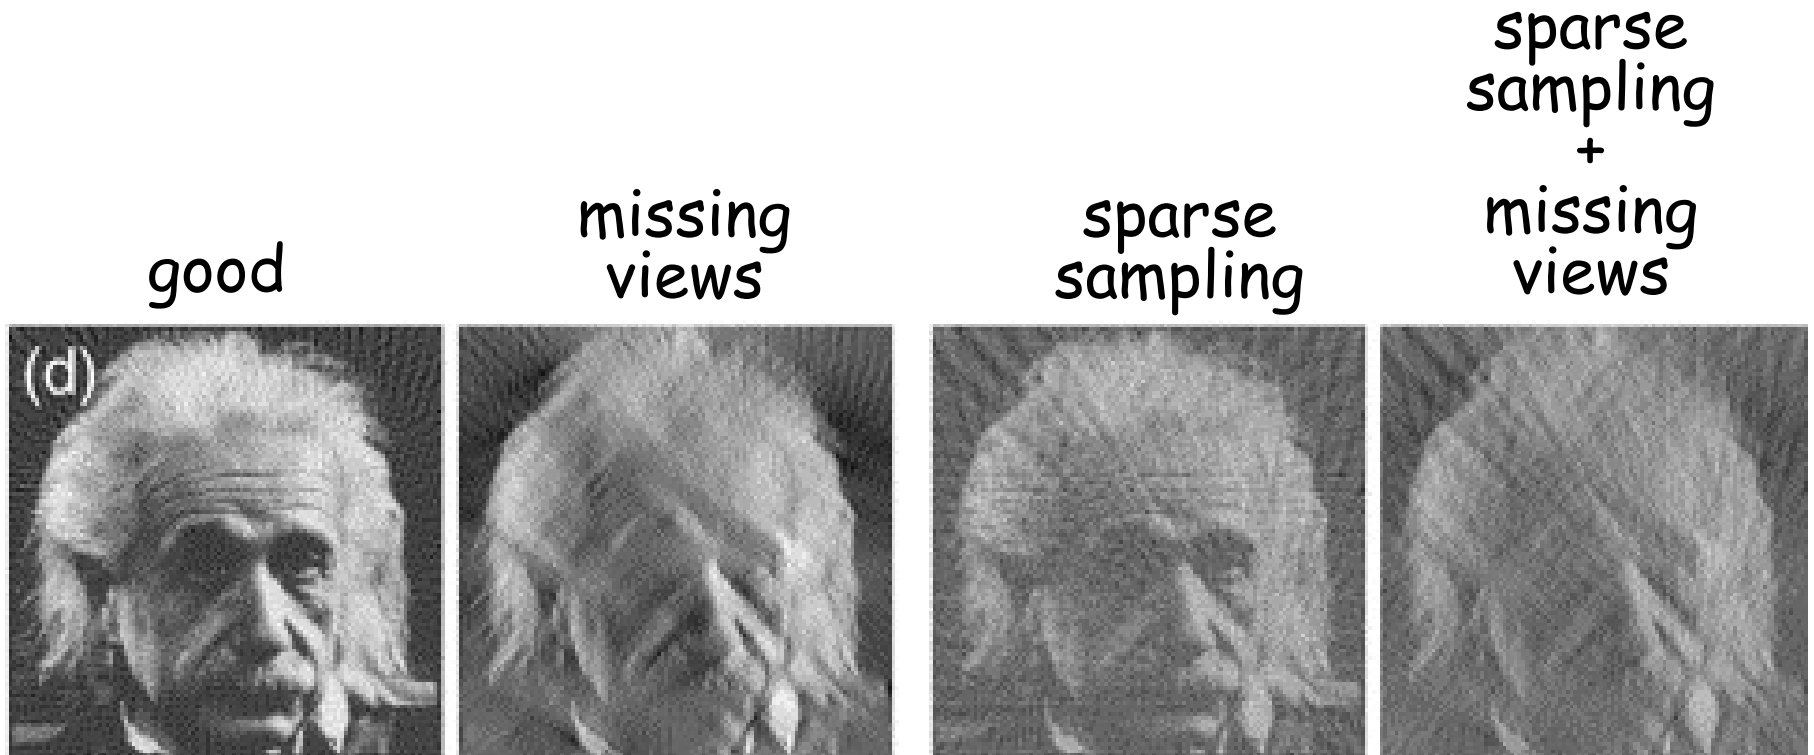 good
missing
views
sparse
sampling
sparse
sampling
+
missing
views
(d)